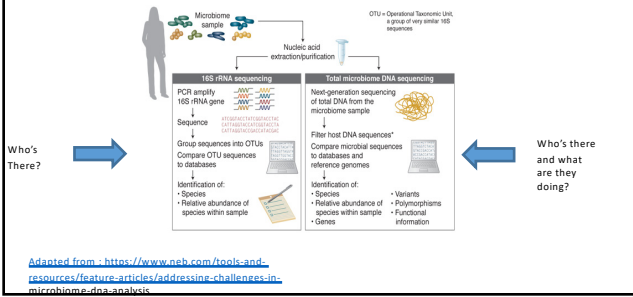 OTU = Operational Taxonomic Unit,
a group of very similar 16S
sequences
Microbiome
sample
Nucleic acid
extraction/purification
16S rRNA sequencing
PCR amplify
16S rRNA gene
Sequence
ATCGGTACCTATCGGTACCTAC
CATTAGGTACCATCGGTACCTA
CATTAGGTACCGACCATACGAC
Group sequences into OTUs
Compare OTU sequences
to databases
Identification of:
• Species
• Relative abundance of
species within sample
Total microbiome DNA sequencing
Next-generation sequencing
of total DNA from the
microbiome sample
Filter host DNA sequences*
Compare microbial sequences
to databases and
reference genomes
Identification of:
• Species
• Relative abundance of
species within sample
• Genes
• Variants
• Polymorphisms
• Functional
information
Who's
There?
Who's there
and what
are they
doing?
Adapted from : https://www.neb.com/tools-and-
resources/feature-articles/addressing-challenges-in-
microbiome-dna-analysis